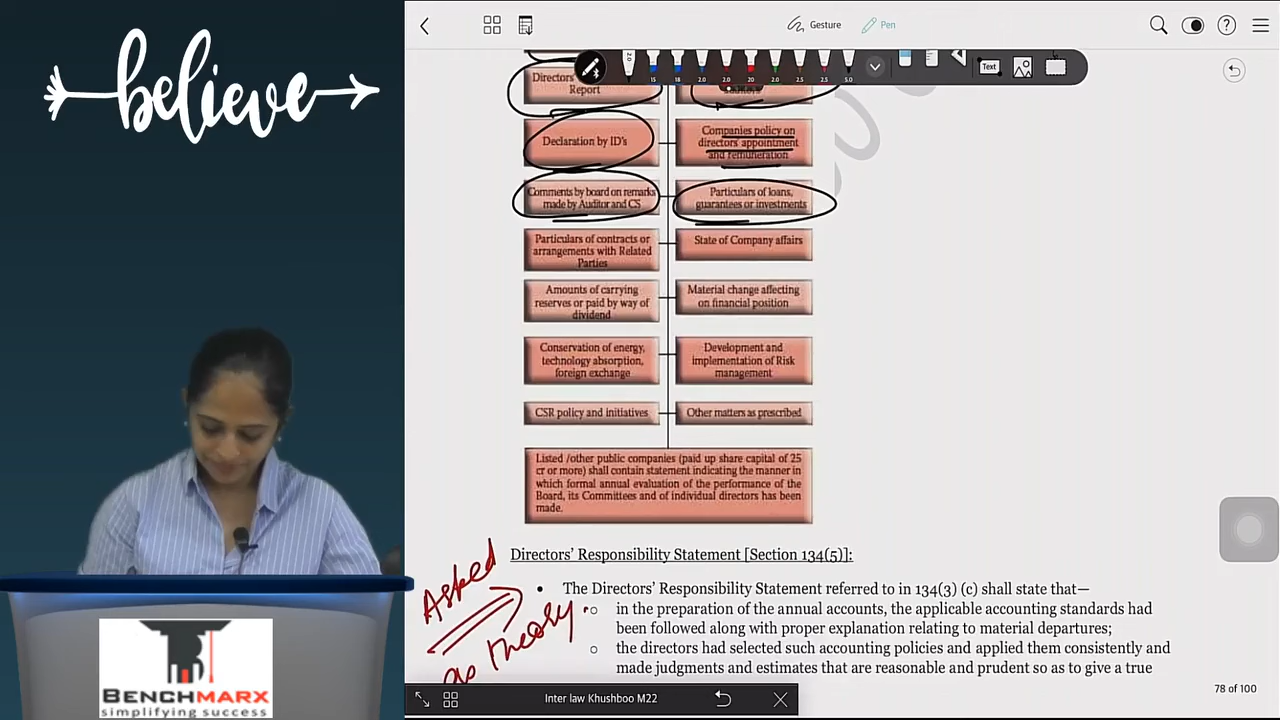 believe
Gesture
Pen
Text
Directors'
Report
Declaration by ID's
Companies policy on
directors' appointment
and remuneration
Comments by board on remarks
made by Auditor and CS
Particulars of loans,
guarantees or investments
Particulars of contracts or
arrangements with Related
Parties
State of Company affairs
Amounts of carrying
reserves or paid by way of
dividend
Material change affecting
on financial position
Conservation of energy,
technology absorption,
foreign exchange
Development and
implementation of Risk
management
CSR policy and initiatives
Other matters as prescribed
Listed /other public companies (paid up share capital of 25
cr or more) shall contain statement indicating the manner in
which formal annual evaluation of the performance of the
Board, its Committees and of individual directors has been
made.
Directors' Responsibility Statement [Section 134(5)]:
Asked
as theory
• The Directors' Responsibility Statement referred to in 134(3) (c) shall state that—
o in the preparation of the annual accounts, the applicable accounting standards had
been followed along with proper explanation relating to material departures;
o the directors had selected such accounting policies and applied them consistently and
made judgments and estimates that are reasonable and prudent so as to give a true
Inter law Khushboo M22
78 of 100
BENCHMARX
simplifying success